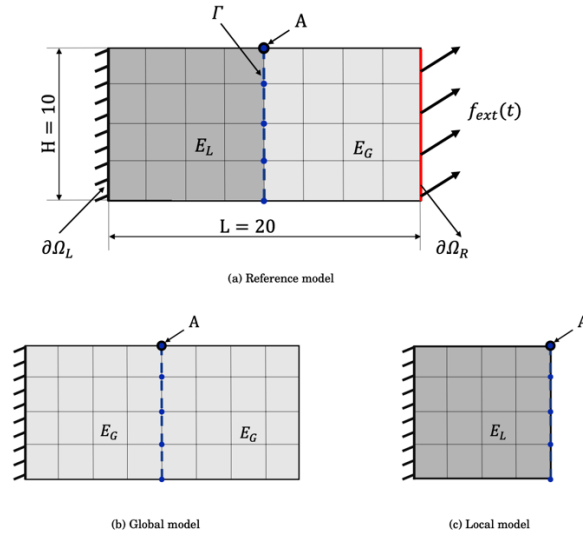 Γ
A
H = 10
E_L
E_G
f_ext(t)
∂Ω_L
L = 20
∂Ω_R
(a) Reference model
A
E_G
E_G
(b) Global model
A
E_L
(c) Local model